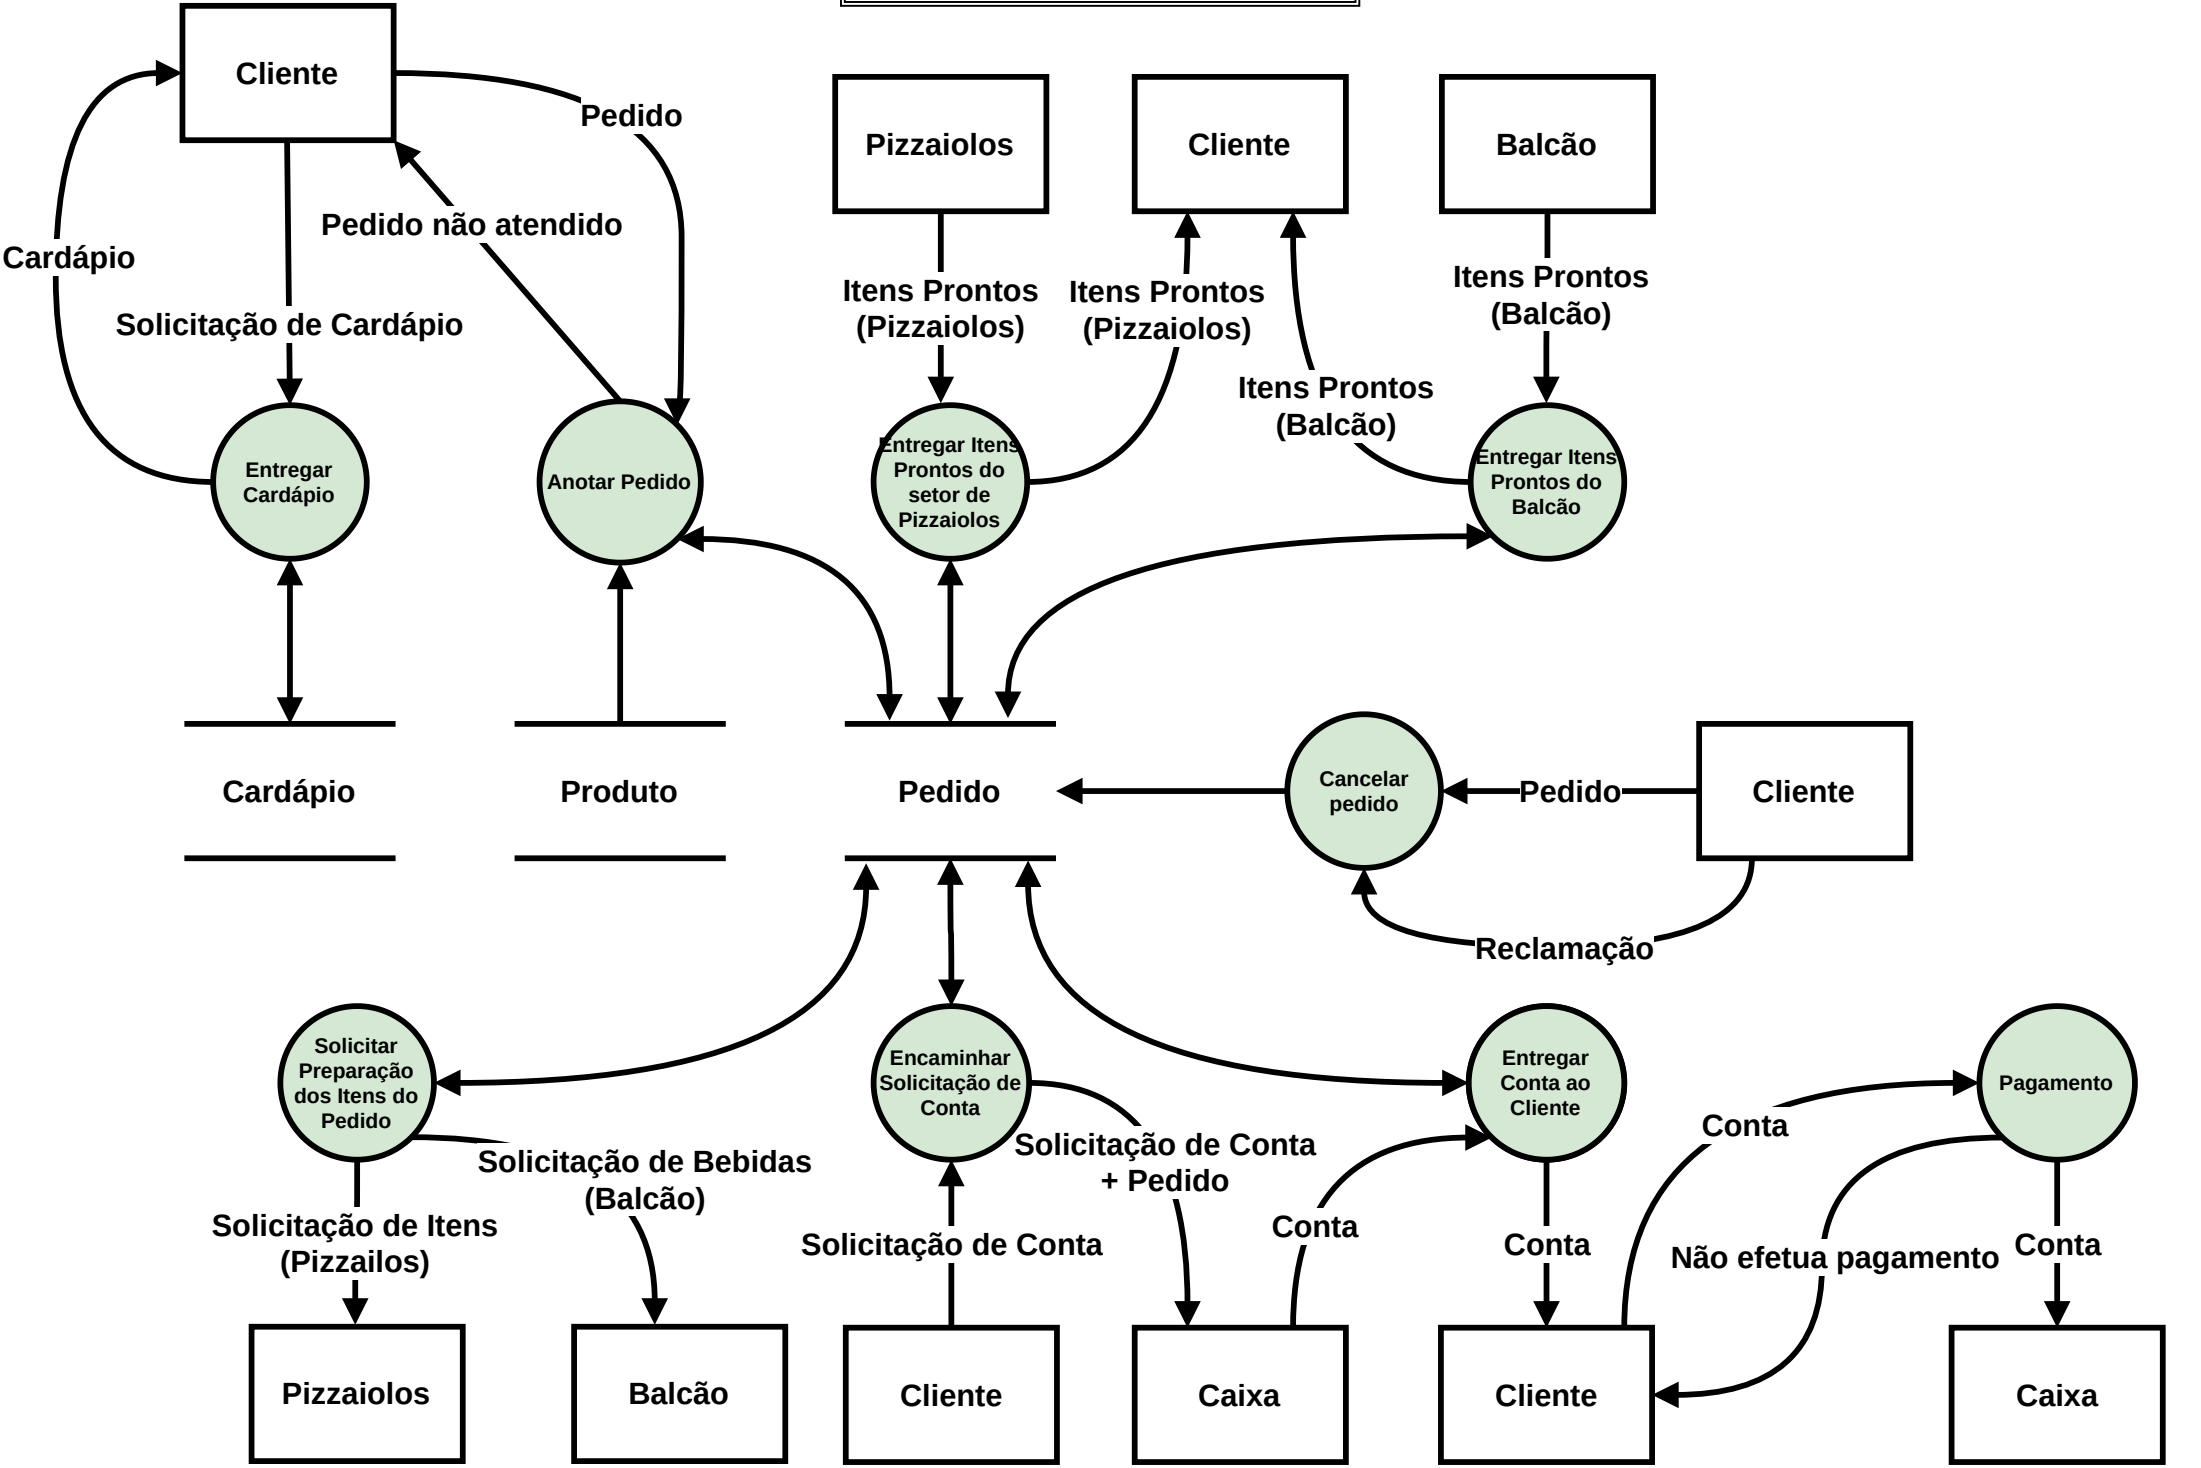 Cliente
Pedido
Pizzaiolos
Cliente
Balcão
Pedido não atendido
Cardápio
Solicitação de Cardápio
Itens Prontos
(Pizzaiolos)
Itens Prontos
(Pizzaiolos)
Itens Prontos
(Balcão)
Itens Prontos
(Balcão)
Entregar
Cardápio
Anotar Pedido
Entregar Itens
Prontos do
setor de
Pizzaiolos
Entregar Itens
Prontos do
Balcão
Cardápio
Produto
Pedido
Cancelar
pedido
Pedido
Cliente
Reclamação
Solicitar
Preparação
dos Itens do
Pedido
Encaminhar
Solicitação de
Conta
Entregar
Conta ao
Cliente
Pagamento
Solicitação de Bebidas
(Balcão)
Solicitação de Conta
+ Pedido
Conta
Solicitação de Itens
(Pizzailos)
Solicitação de Conta
Conta
Conta
Não efetua pagamento
Conta
Pizzaiolos
Balcão
Cliente
Caixa
Cliente
Caixa